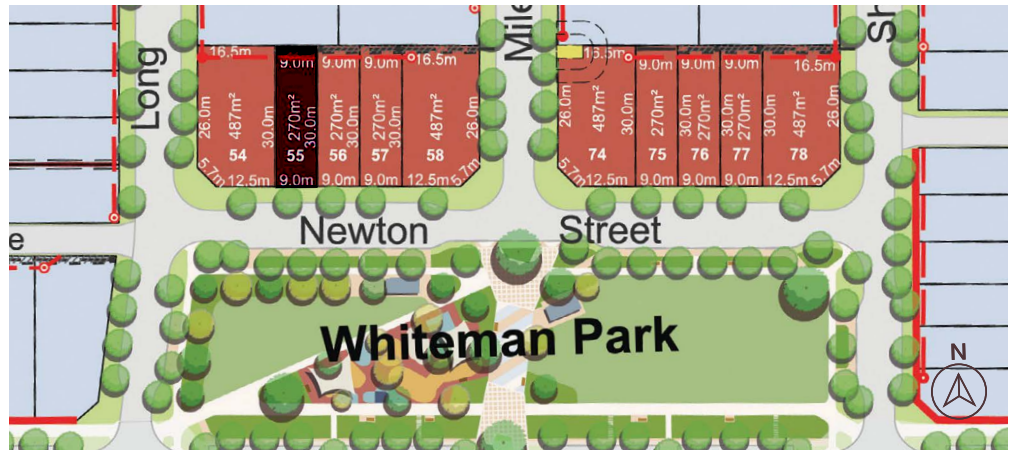 Long
Mile
Sh
16.5m
9.0m
9.0m
9.0m
16.5m
26.0m
487m²
30.0m
54
5.7m
12.5m
270m²
30.0m
55
9.0m
270m²
30.0m
56
9.0m
270m²
30.0m
57
9.0m
487m²
26.0m
58
12.5m
5.7m
16.5m
9.0m
9.0m
9.0m
16.5m
26.0m
487m²
30.0m
74
5.7m
12.5m
270m²
75
9.0m
30.0m
270m²
76
9.0m
30.0m
270m²
77
9.0m
30.0m
487m²
26.0m
78
12.5m
5.7m
Newton Street
e
Whiteman Park
N